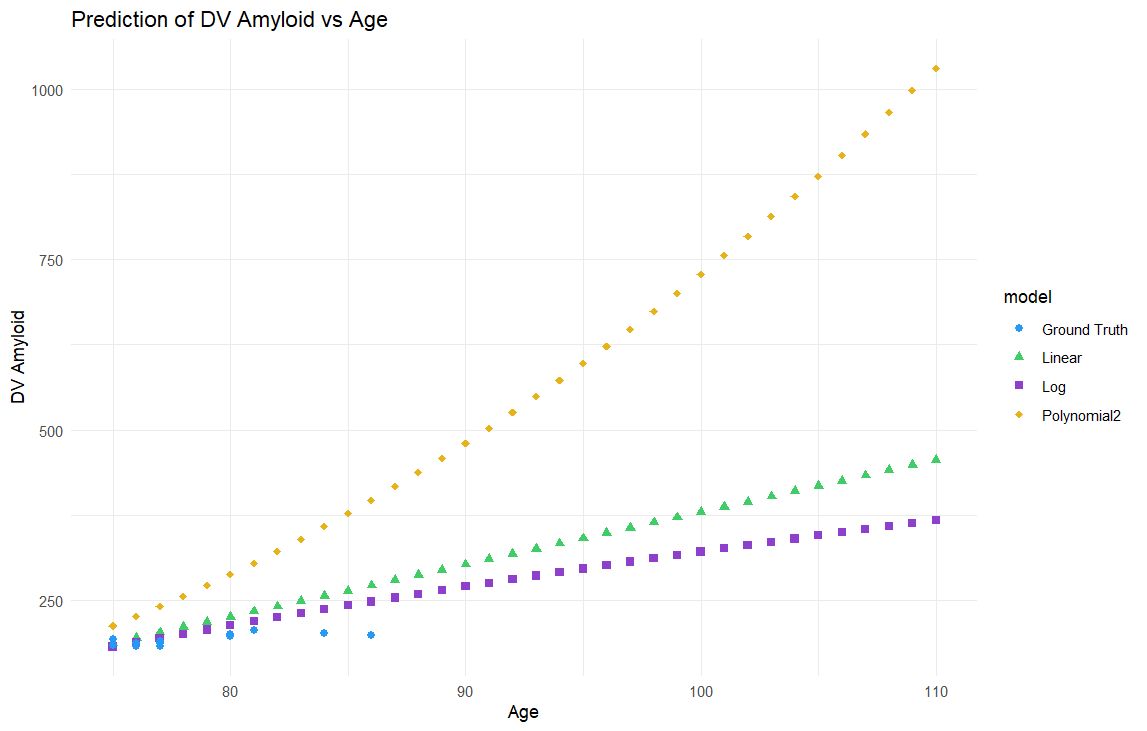 Prediction of DV Amyloid vs Age
1000
750
500
250
DV Amyloid
80
90
100
110
Age
model
Ground Truth
Linear
Log
Polynomial2